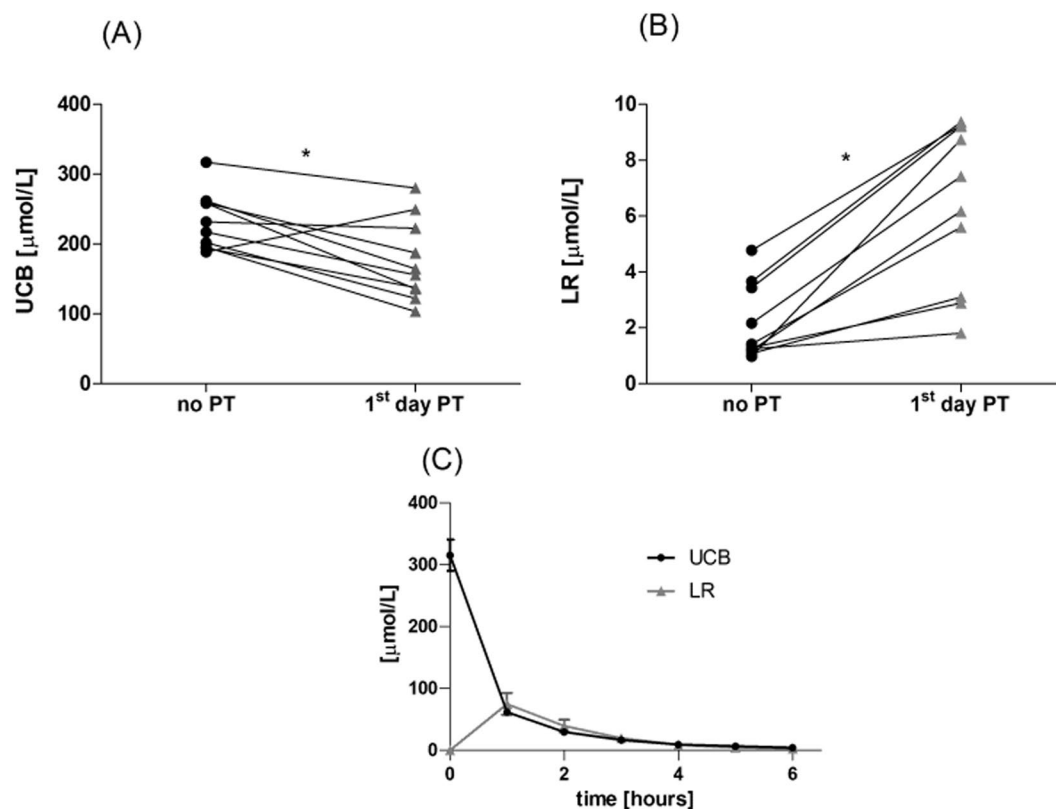 (A)
UCB [μmol/L]
400
300
200
100
0
*
no PT
1st day PT
(B)
LR [μmol/L]
10
8
6
4
2
0
*
no PT
1st day PT
(C)
[μmol/L]
400
300
200
100
0
UCB
LR
0
2
4
6
time [hours]